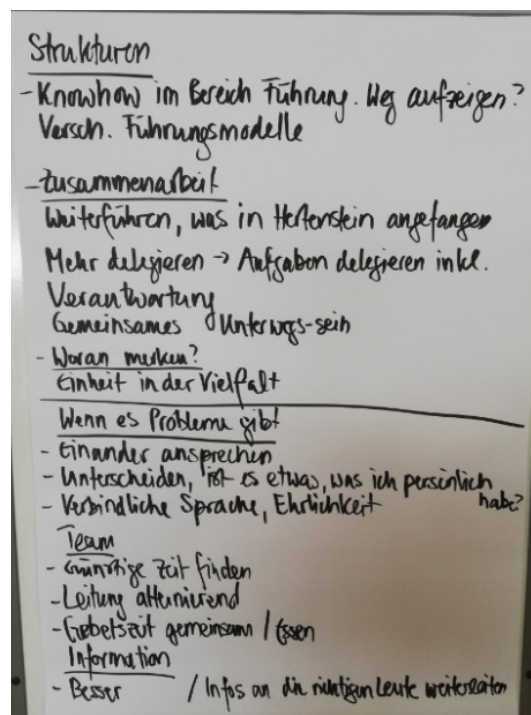 Strukturen
- Knowhow im Bereich Führung. Weg aufzeigen?
Versch. Führungsmodelle
- Zusammenarbeit
Weiterführen, was in Hertenstein angefangen
Mehr delegieren → Aufgaben delegieren inkl.
Verantwortung
Gemeinsames Unterwegs-sein
- Woran merken?
Einheit in der Vielfalt
Wenn es Probleme gibt
- Einander ansprechen
- Unterscheiden, ist es etwas, was ich persönlich
habe?
- Verbindliche Sprache, Ehrlichkeit
Team
- Günstige Zeit finden
- Leitung alternierend
- Gebetszeit gemeinsam / Essen
Information
- Besser / Infos an die richtigen Leute weiterleiten